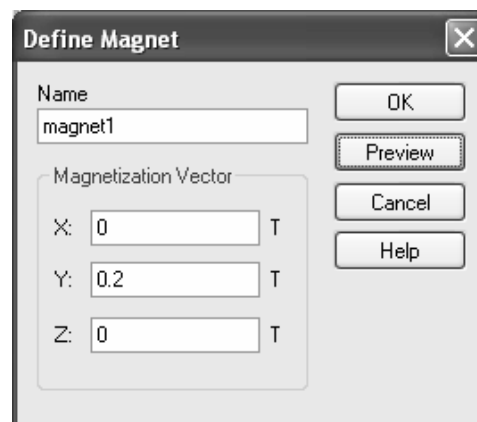 Define Magnet
Name
magnet1
Magnetization Vector
X: 0 T
Y: 0.2 T
Z: 0 T
OK
Preview
Cancel
Help